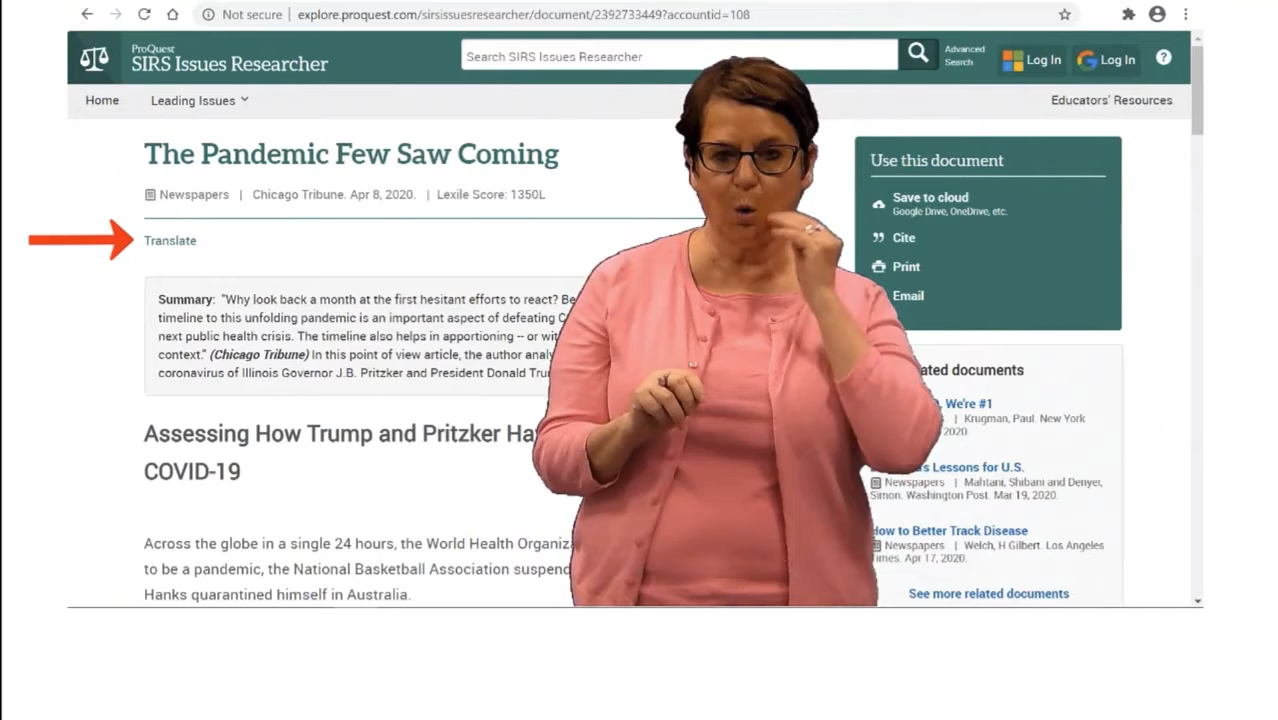 Not secure | explore.proquest.com/sirsissuesresearcher/document/2392733449?accountid=108
ProQuest
SIRS Issues Researcher
Search SIRS Issues Researcher
Advanced
Search
Log In
Log In
Home
Leading Issues
Educators' Resources
The Pandemic Few Saw Coming
Newspapers | Chicago Tribune. Apr 8, 2020. | Lexile Score: 1350L
Translate
Summary: "Why look back a month at the first hesitant efforts to react?
timeline to this unfolding pandemic is an important aspect of defeating
next public health crisis. The timeline also helps in apportioning -- or
context." (Chicago Tribune) In this point of view article, the author
coronavirus of Illinois Governor J.B. Pritzker and President Donald
Assessing How Trump and Pritzker
COVID-19
Across the globe in a single 24 hours, the World Health
to be a pandemic, the National Basketball Association
Hanks quarantined himself in Australia.
Use this document
Save to cloud
Google Drive, OneDrive, etc.
Cite
Print
Email
documents
We're #1
| Krugman, Paul. New York
2020.
Lessons for U.S.
Newspapers | Mahtani, Shibani and Denyer,
Simon. Washington Post. Mar 19, 2020.
How to Better Track Disease
Newspapers | Welch, H Gilbert. Los Angeles
Times. Apr 17, 2020.
See more related documents